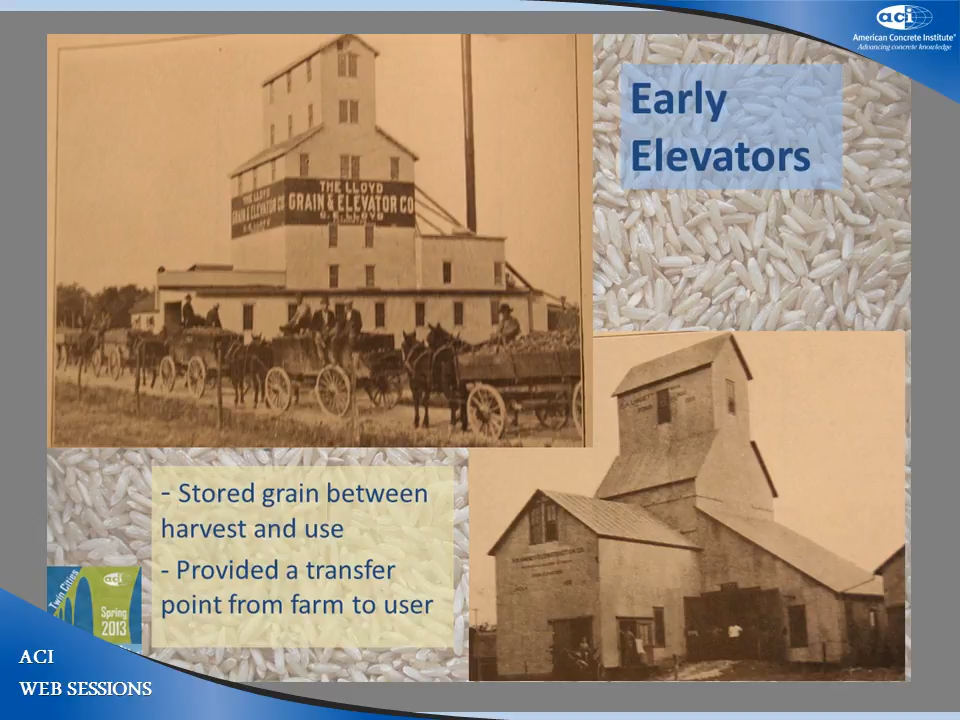 aci
American Concrete Institute®
Advancing concrete knowledge
Early
Elevators
THE LLOYD
GRAIN & ELEVATOR CO
THE LLOYD
GRAIN & ELEVATOR CO
- Stored grain between
harvest and use
- Provided a transfer
point from farm to user
Twin Cities
aci
Spring
2013
ACI
WEB SESSIONS